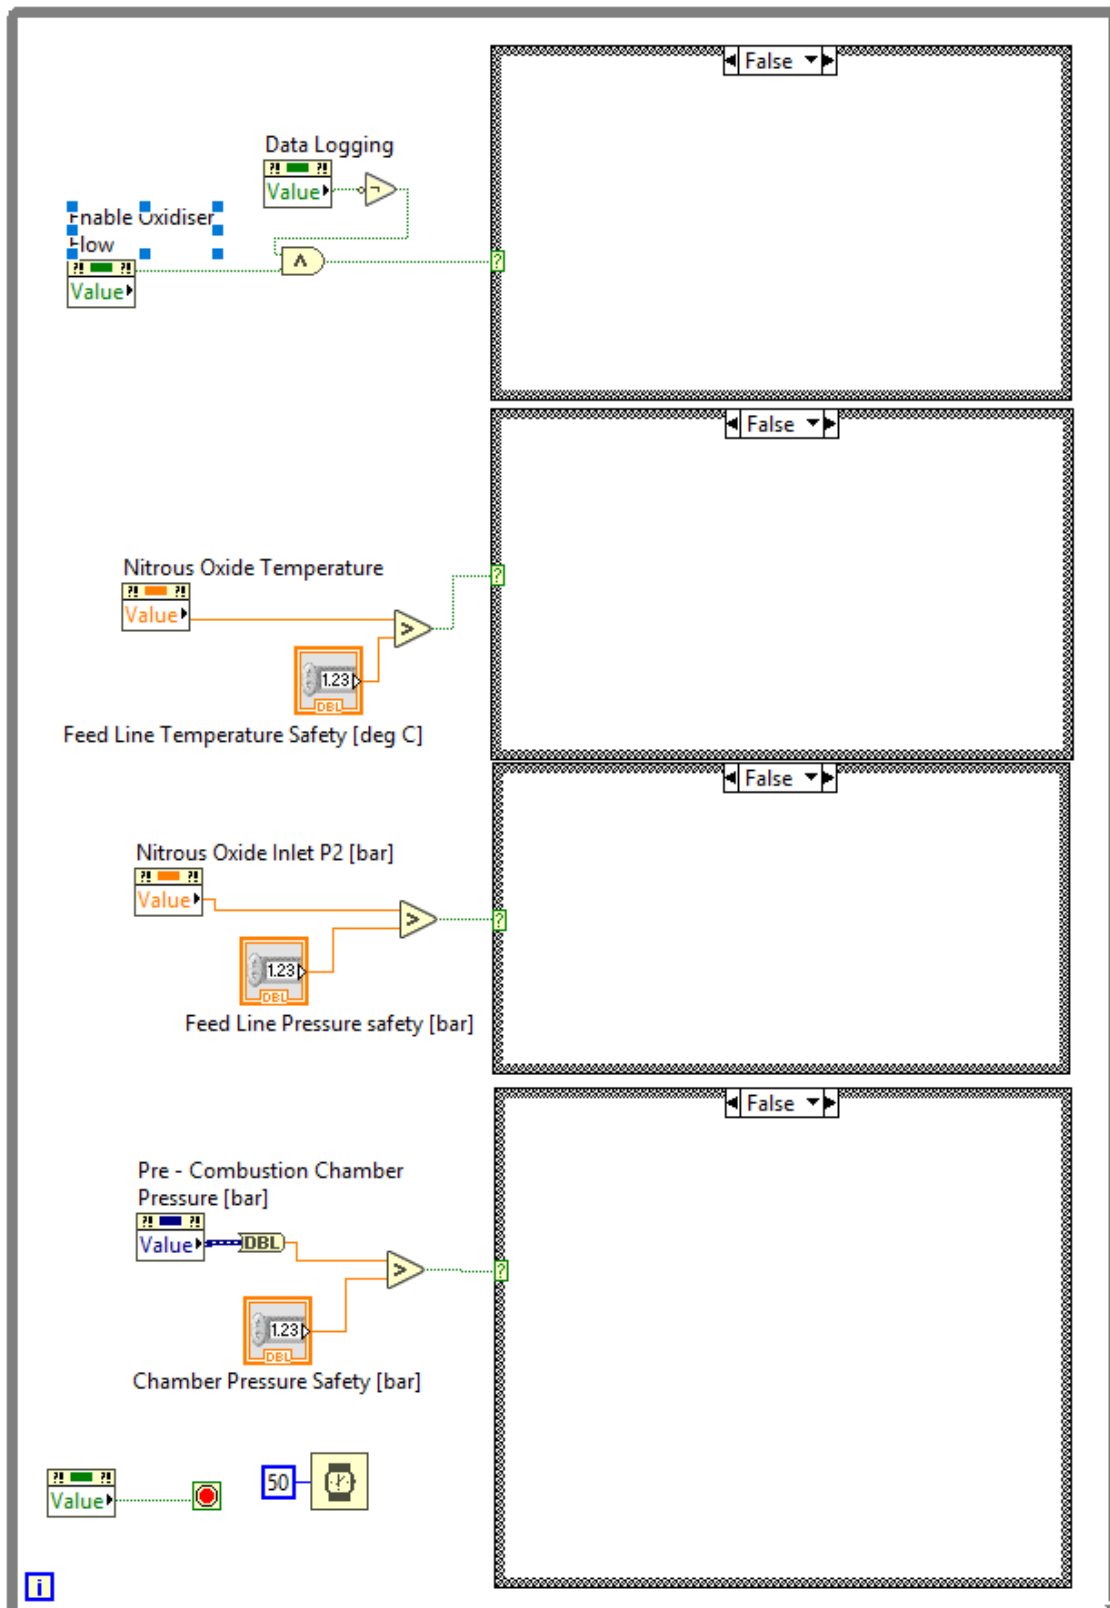 False
Data Logging
?! ?!
Value
Enable Oxidiser
Flow
?! ?!
Value
?
False
Nitrous Oxide Temperature
?! ?!
Value
>
?
1.23
DBL
Feed Line Temperature Safety [deg C]
False
Nitrous Oxide Inlet P2 [bar]
?! ?!
Value
>
?
1.23
DBL
Feed Line Pressure safety [bar]
False
Pre - Combustion Chamber
Pressure [bar]
?! ?!
Value
DBL
>
?
1.23
DBL
Chamber Pressure Safety [bar]
?! ?!
Value
50
i